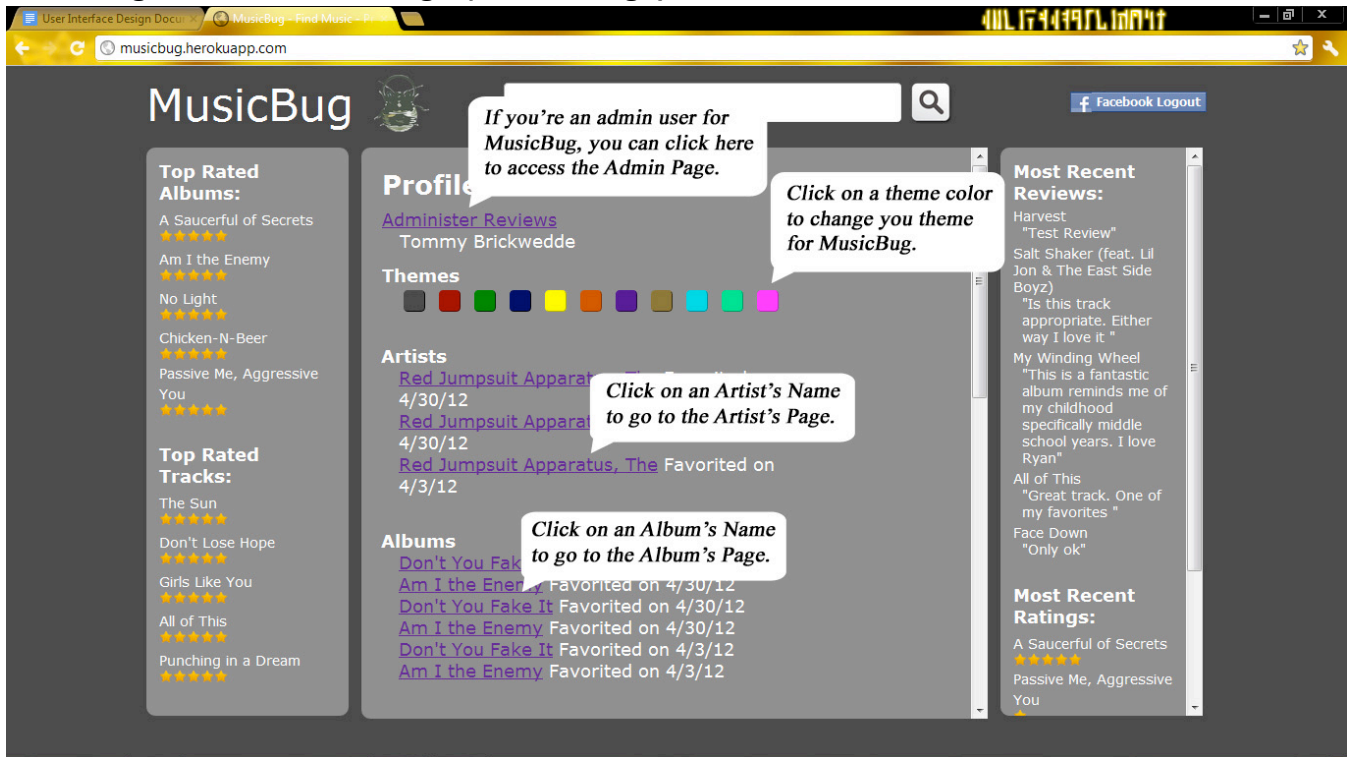 User Interface Design Docu
MusicBug - Find Music -
musicbug.herokuapp.com
MusicBug
Facebook Logout
If you're an admin user for
MusicBug, you can click here
to access the Admin Page.
Click on a theme color
to change you theme
for MusicBug.
Top Rated
Albums:
A Saucerful of Secrets
Am I the Enemy
No Light
Chicken-N-Beer
Passive Me, Aggressive
You
Top Rated
Tracks:
The Sun
Don't Lose Hope
Girls Like You
All of This
Punching in a Dream
Profile
Administer Reviews
Tommy Brickwedde
Themes
Artists
Red Jumpsuit
4/30/12
Red Jumpsuit
4/30/12
Red Jumpsuit Apparatus, The Favorited on
4/3/12
Click on an Artist's Name
to go to the Artist's Page.
Albums
Click on an Album's Name
to go to the Album's Page.
Don't You
Am I the Enemy Favorited on 4/30/12
Don't You Fake It Favorited on 4/30/12
Am I the Enemy Favorited on 4/30/12
Don't You Fake It Favorited on 4/3/12
Am I the Enemy Favorited on 4/3/12
Most Recent
Reviews:
Harvest
"Test Review"
Salt Shaker (feat. Lil
Jon & The East Side
Boyz)
"Is this track
appropriate. Either
way I love it "
My Winding Wheel
"This is a fantastic
album reminds me of
my childhood
specifically middle
school years. I love
Ryan"
All of This
"Great track. One of
my favorites "
Face Down
"Only ok"
Most Recent
Ratings:
A Saucerful of Secrets
Passive Me, Aggressive
You